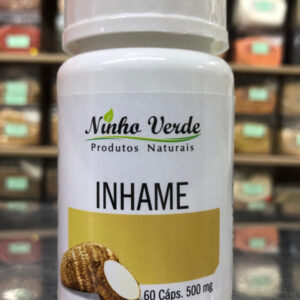 Ninho Verde
Produtos Naturais
INHAME
60 Cáps. 500 mg